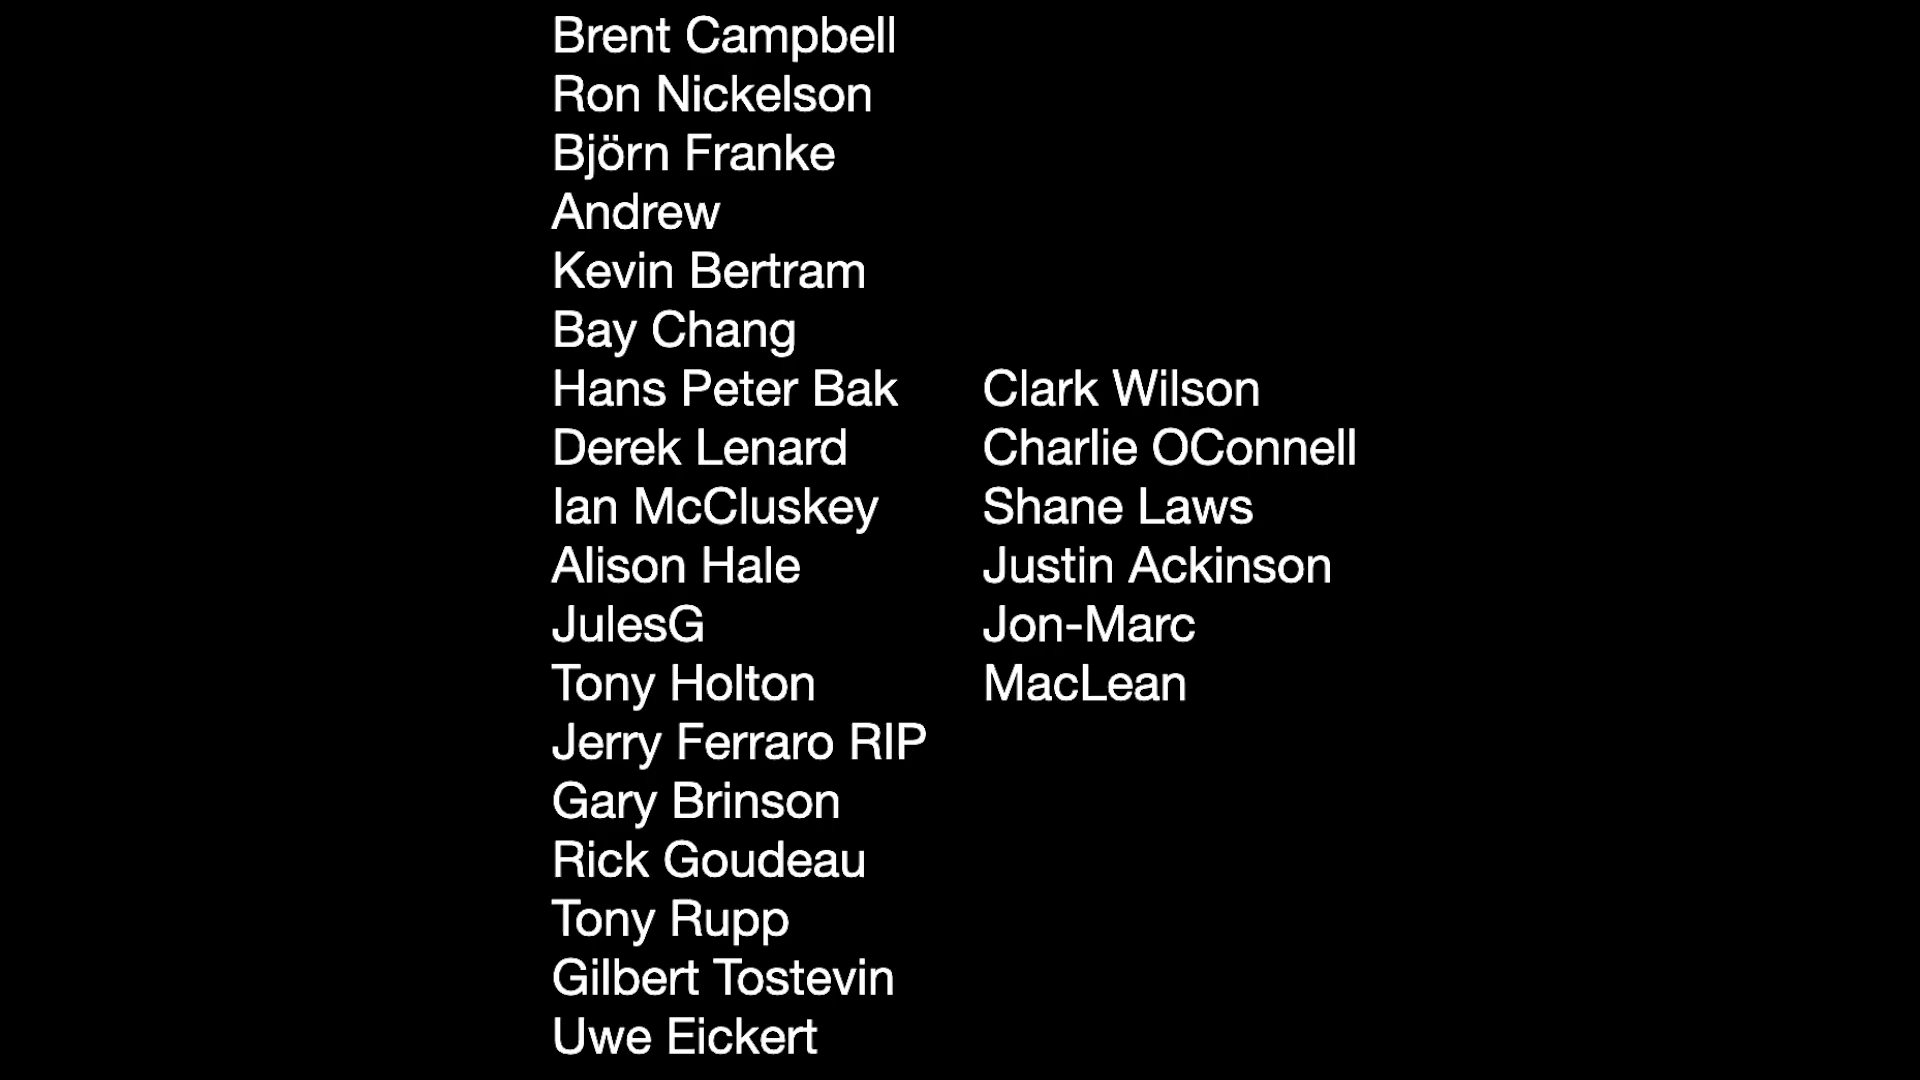 Brent Campbell
Ron Nickelson
Björn Franke
Andrew
Kevin Bertram
Bay Chang
Hans Peter Bak
Derek Lenard
Ian McCluskey
Alison Hale
JulesG
Tony Holton
Jerry Ferraro RIP
Gary Brinson
Rick Goudeau
Tony Rupp
Gilbert Tostevin
Uwe Eickert
Clark Wilson
Charlie OConnell
Shane Laws
Justin Ackinson
Jon-Marc
MacLean